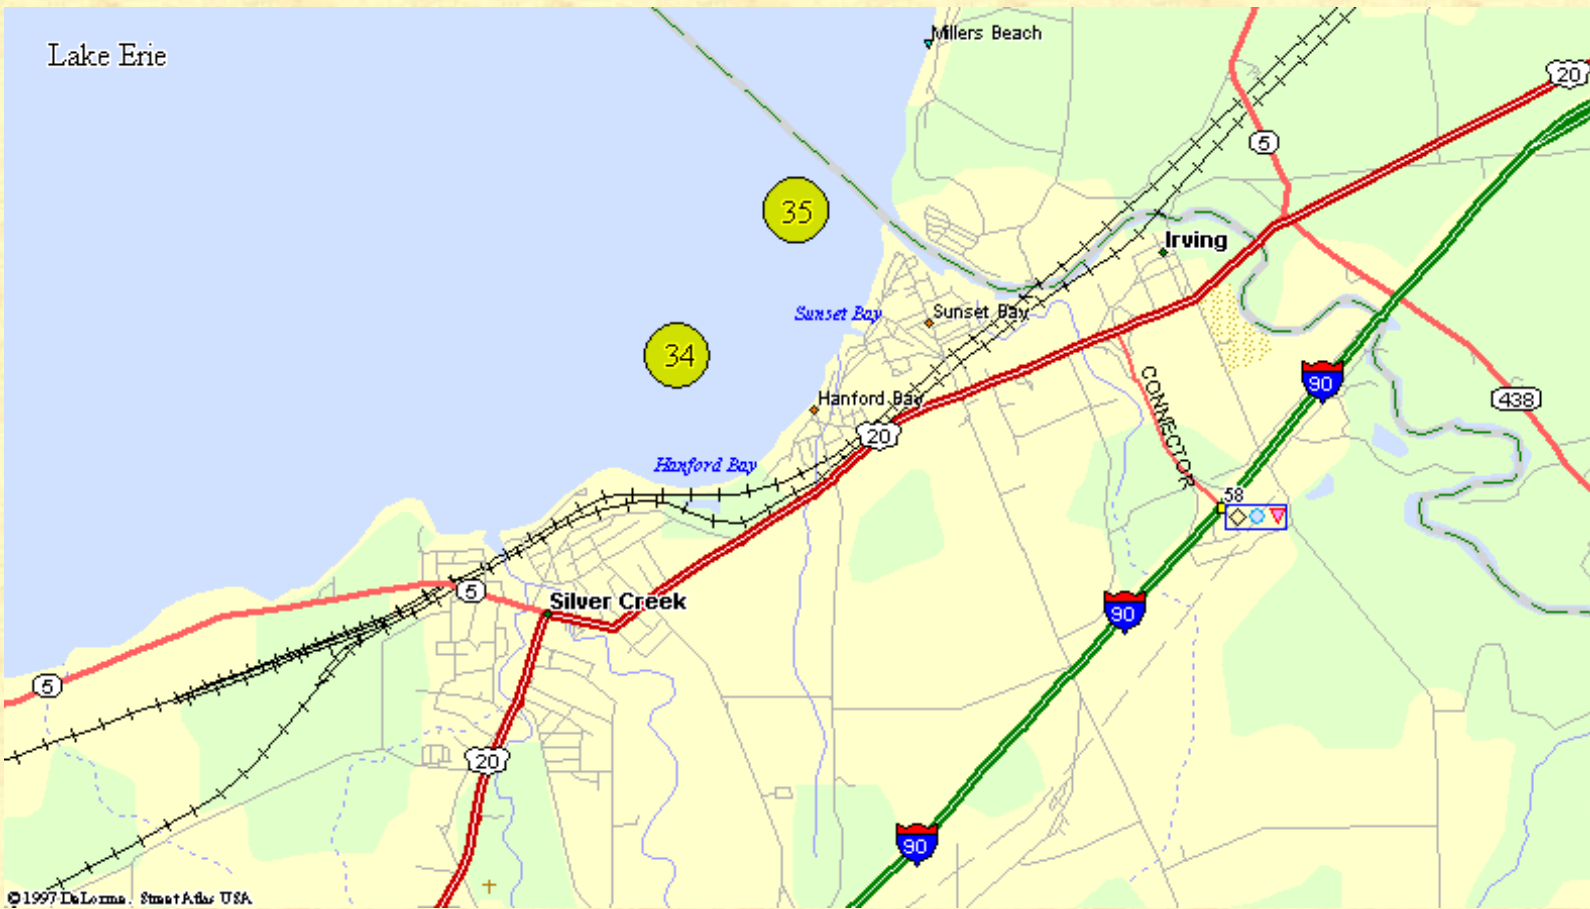 Lake Erie
Millers Beach
20
5
35
Irving
Sunset Bay
Sunset Bay
34
90
CONNECTOR
438
Hanford Bay
20
Hanford Bay
58
5
Silver Creek
90
5
20
90
©1997 DeLorme. Street Atlas USA